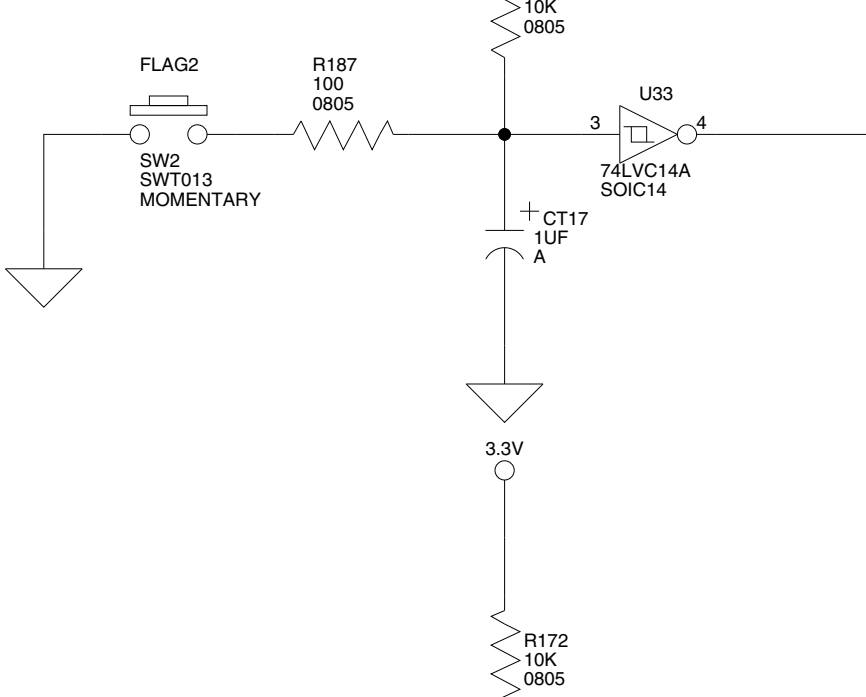 10K
0805
FLAG2
R187
100
0805
U33
3
4
SW2
SWT013
MOMENTARY
74LVC14A
SOIC14
+ CT17
1UF
A
3.3V
R172
10K
0805